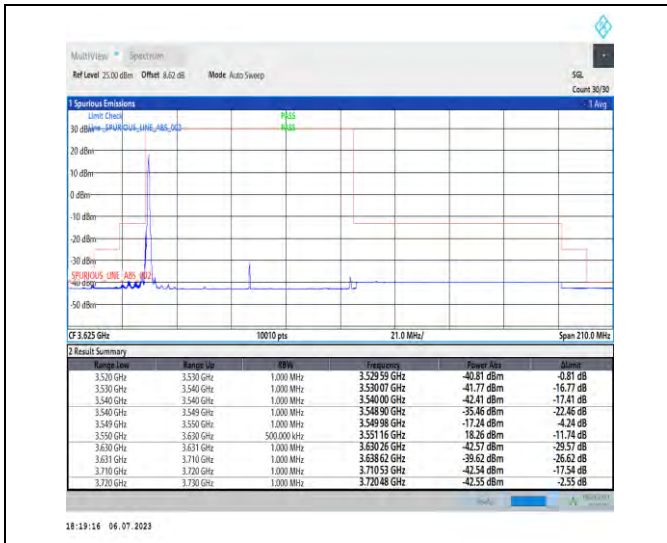 MultiView Spectrum
Ref Level 25.00 dBm Offset 8.62 dB Mode Auto Sweep SGL
Count 30/30
1 Spurious Emissions 1 Avg
Limit Check PASS
30 dBm Line _SPURIOUS_LINE_ABS_002 PASS
20 dBm
10 dBm
0 dBm
-10 dBm
-20 dBm
-30 dBm
SPURIOUS_LINE_ABS_002
-40 dBm
-50 dBm
CF 3.625 GHz 10010 pts 21.0 MHz/ Span 210.0 MHz
2 Result Summary
Range Low Range Up RBW Frequency Power Abs ΔLimit
3.520 GHz 3.530 GHz 1.000 MHz 3.529 59 GHz -40.81 dBm -0.81 dB
3.530 GHz 3.540 GHz 1.000 MHz 3.530 07 GHz -41.77 dBm -16.77 dB
3.540 GHz 3.540 GHz 1.000 MHz 3.540 00 GHz -42.41 dBm -17.41 dB
3.540 GHz 3.549 GHz 1.000 MHz 3.548 90 GHz -35.46 dBm -22.46 dB
3.549 GHz 3.550 GHz 1.000 MHz 3.549 98 GHz -17.24 dBm -4.24 dB
3.550 GHz 3.630 GHz 500.000 kHz 3.551 16 GHz 18.26 dBm -11.74 dB
3.630 GHz 3.631 GHz 1.000 MHz 3.630 26 GHz -42.57 dBm -29.57 dB
3.631 GHz 3.710 GHz 1.000 MHz 3.638 62 GHz -39.62 dBm -26.62 dB
3.710 GHz 3.720 GHz 1.000 MHz 3.710 53 GHz -42.54 dBm -17.54 dB
3.720 GHz 3.730 GHz 1.000 MHz 3.720 48 GHz -42.55 dBm -2.55 dB
18:19:16 06.07.2023